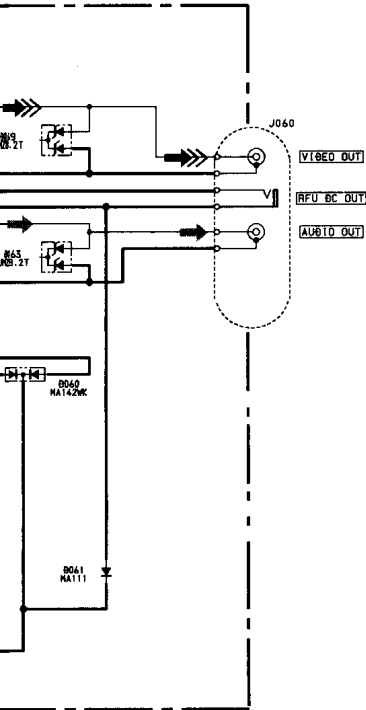 J060
VIDEO OUT
RFU DC OUT
AUDIO OUT
D060
MA142WK
D061
MA111